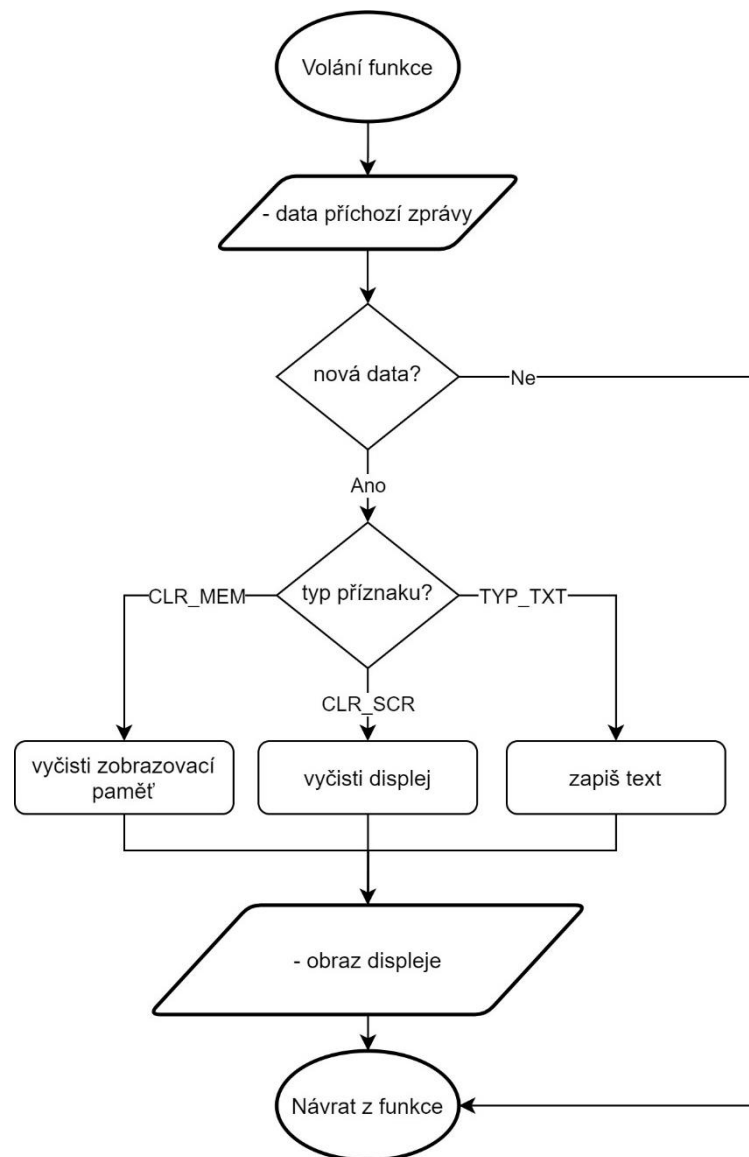 Volání funkce
- data příchozí zprávy
nová data?
Ne
Ano
typ příznaku?
CLR_MEM
TYP_TXT
CLR_SCR
vyčisti zobrazovací
paměť
vyčisti displej
zapiš text
- obraz displeje
Návrat z funkce